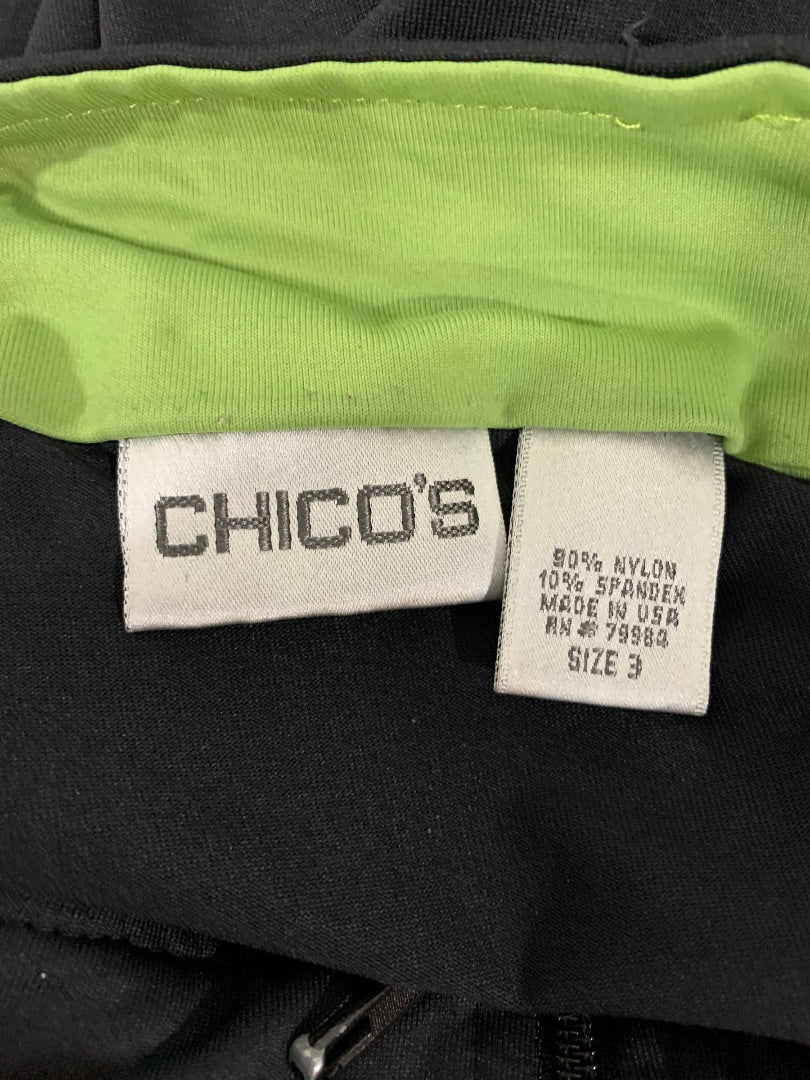 CHICO'S
90% NYLON
10% SPANDEX
MADE IN USA
RN # 79984
SIZE 3